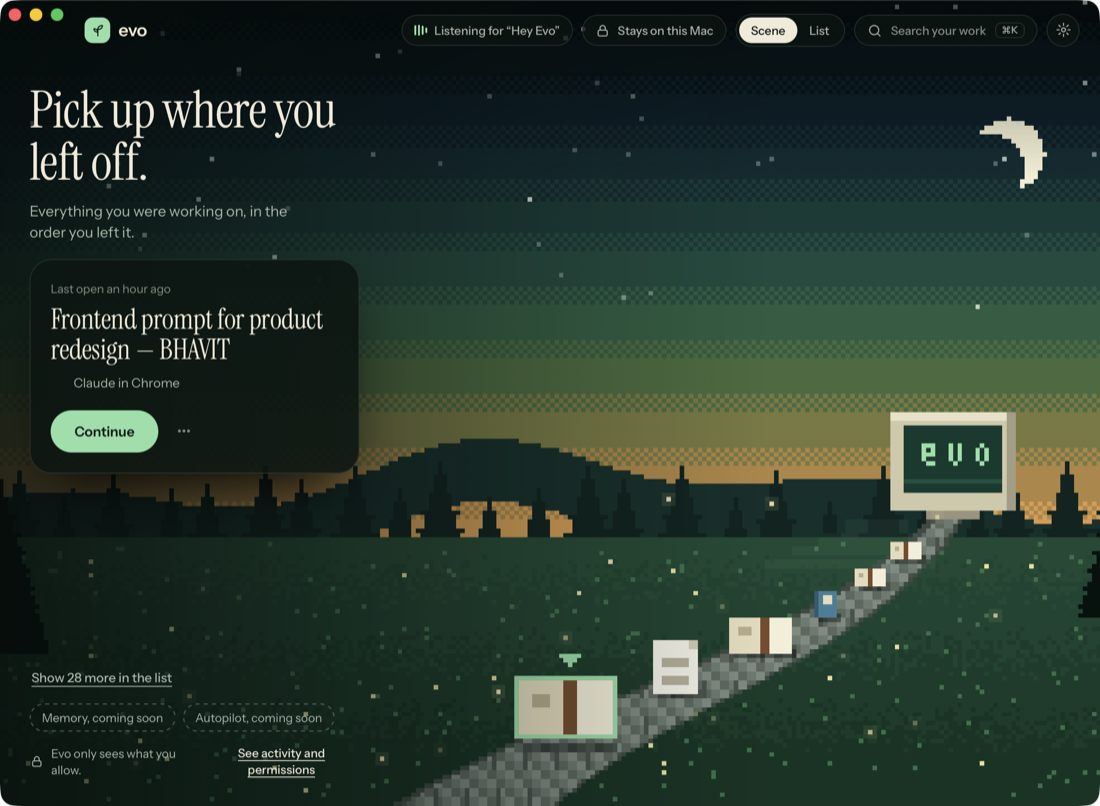 evo
Listening for “Hey Evo”
Stays on this Mac
Scene
List
Search your work
⌘K
Pick up where you
left off.
Everything you were working on, in the
order you left it.
Last open an hour ago
Frontend prompt for product
redesign — BHAVIT
Claude in Chrome
Continue
evo
Show 28 more in the list
Memory, coming soon
Autopilot, coming soon
Evo only sees what you
allow.
See activity and
permissions